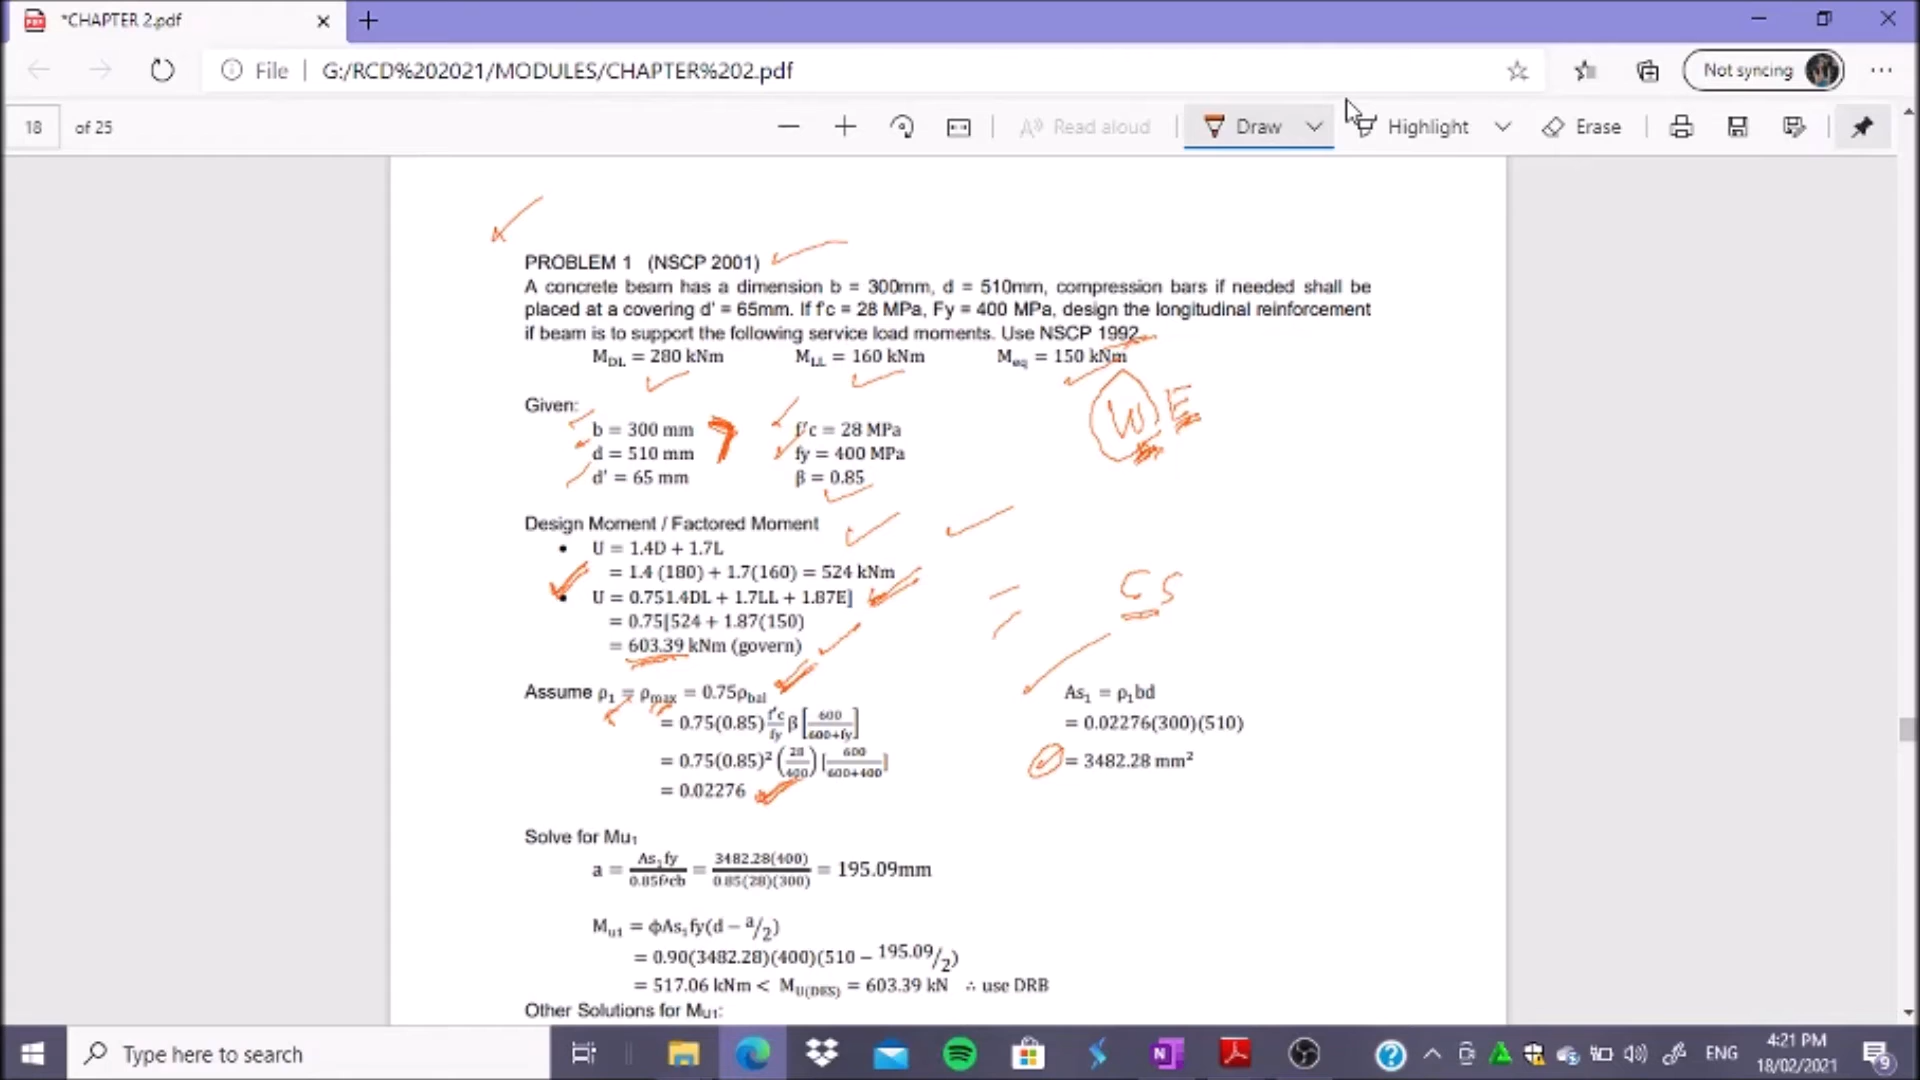 *CHAPTER 2.pdf
File | G:/RCD%202021/MODULES/CHAPTER%202.pdf
Not syncing
18 of 25
Read aloud
Draw
Highlight
Erase
PROBLEM 1 (NSCP 2001)
A concrete beam has a dimension b = 300mm, d = 510mm, compression bars if needed shall be
placed at a covering d' = 65mm. If f'c = 28 MPa, Fy = 400 MPa, design the longitudinal reinforcement
if beam is to support the following service load moments. Use NSCP 1992
M_DL = 280 kNm M_LL = 160 kNm M_eq = 150 kNm
W E
Given:
b = 300 mm f'c = 28 MPa
d = 510 mm fy = 400 MPa
d' = 65 mm β = 0.85
Design Moment / Factored Moment
• U = 1.4D + 1.7L
= 1.4 (180) + 1.7(160) = 524 kNm
• U = 0.751.4DL + 1.7LL + 1.87E]
= 0.75[524 + 1.87(150)
= 603.39 kNm (govern)
Assume ρ₁ = ρ_max = 0.75ρ_bal As₁ = ρ₁bd
= 0.75(0.85) f'c/fy β [600/(600+fy)] = 0.02276(300)(510)
= 0.75(0.85)² (28/400) [600/(600+400)] = 3482.28 mm²
= 0.02276
Solve for Mu₁
a = As₁fy/0.85f'cb = 3482.28(400)/0.85(28)(300) = 195.09mm
M_u1 = ϕAs₁fy(d − a/2)
= 0.90(3482.28)(400)(510 − 195.09/2)
= 517.06 kNm < M_U(DES) = 603.39 kN ∴ use DRB
Other Solutions for Mu₁:
Type here to search
ENG
4:21 PM
18/02/2021
9